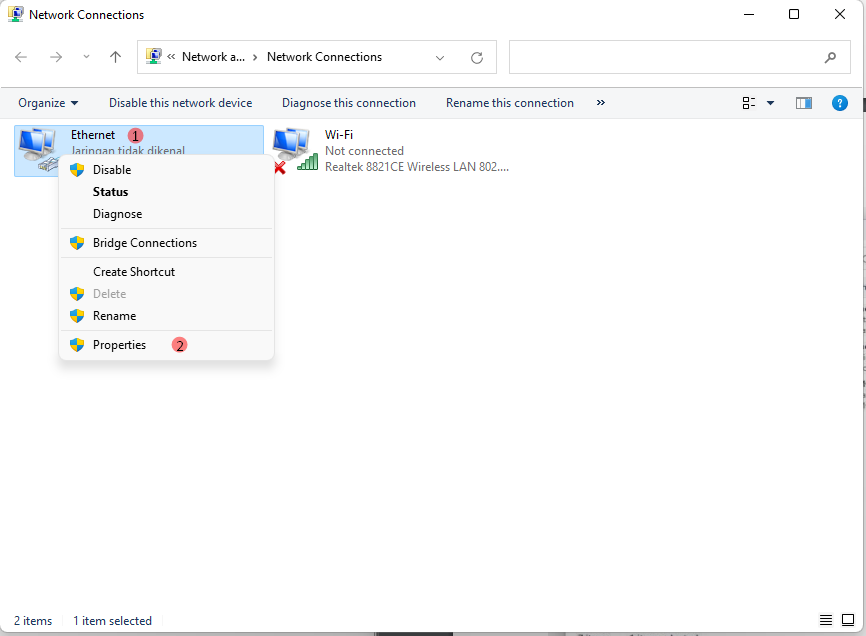 Network Connections
« Network a... › Network Connections
Organize Disable this network device Diagnose this connection Rename this connection »
?
Ethernet 1
Jaringan tidak dikenal
Wi-Fi
Not connected
Realtek 8821CE Wireless LAN 802....
Disable
Status
Diagnose
Bridge Connections
Create Shortcut
Delete
Rename
Properties 2
2 items 1 item selected